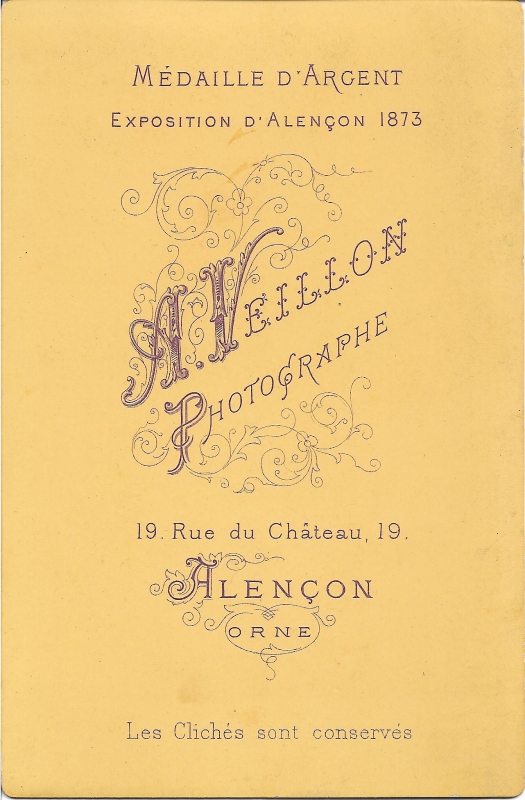 MÉDAILLE D'ARGENT
EXPOSITION D'ALENÇON 1873
A. VEILLON
PHOTOGRAPHE
19. Rue du Château, 19.
ALENÇON
ORNE
Les Clichés sont conservés